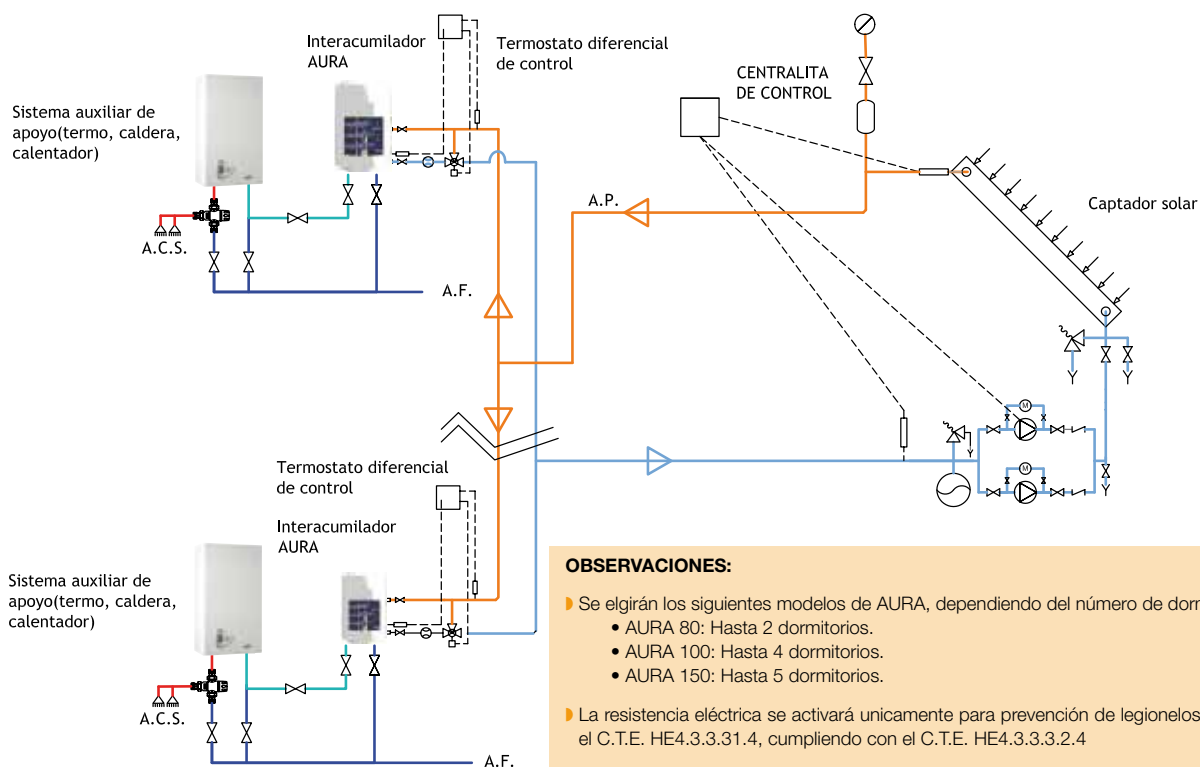 Interacumilador
AURA
Termostato diferencial
de control
CENTRALITA
DE CONTROL
Sistema auxiliar de
apoyo(termo, caldera,
calentador)
A.P.
Captador solar
A.C.S.
A.F.
M
M
Termostato diferencial
de control
Interacumilador
AURA
Sistema auxiliar de
apoyo(termo, caldera,
calentador)
A.C.S.
A.F.
OBSERVACIONES:
Se elgirán los siguientes modelos de AURA, dependiendo del número de dorm
• AURA 80: Hasta 2 dormitorios.
• AURA 100: Hasta 4 dormitorios.
• AURA 150: Hasta 5 dormitorios.
La resistencia eléctrica se activará unicamente para prevención de legionelos
el C.T.E. HE4.3.3.31.4, cumpliendo con el C.T.E. HE4.3.3.3.2.4